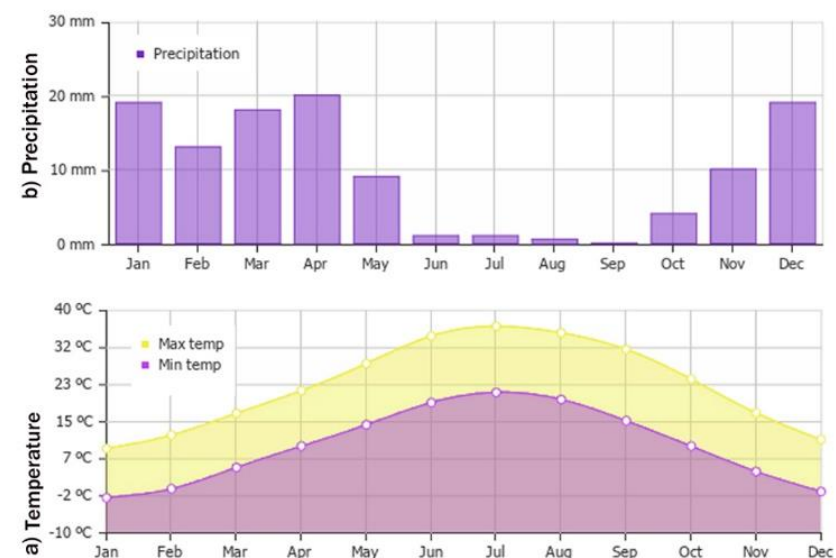 b) Precipitation
30 mm
Precipitation
20 mm
10 mm
0 mm
Jan Feb Mar Apr May Jun Jul Aug Sep Oct Nov Dec
a) Temperature
40 ºC
Max temp
32 ºC
Min temp
23 ºC
15 ºC
7 ºC
-2 ºC
-10 ºC
Jan Feb Mar Apr May Jun Jul Aug Sep Oct Nov Dec